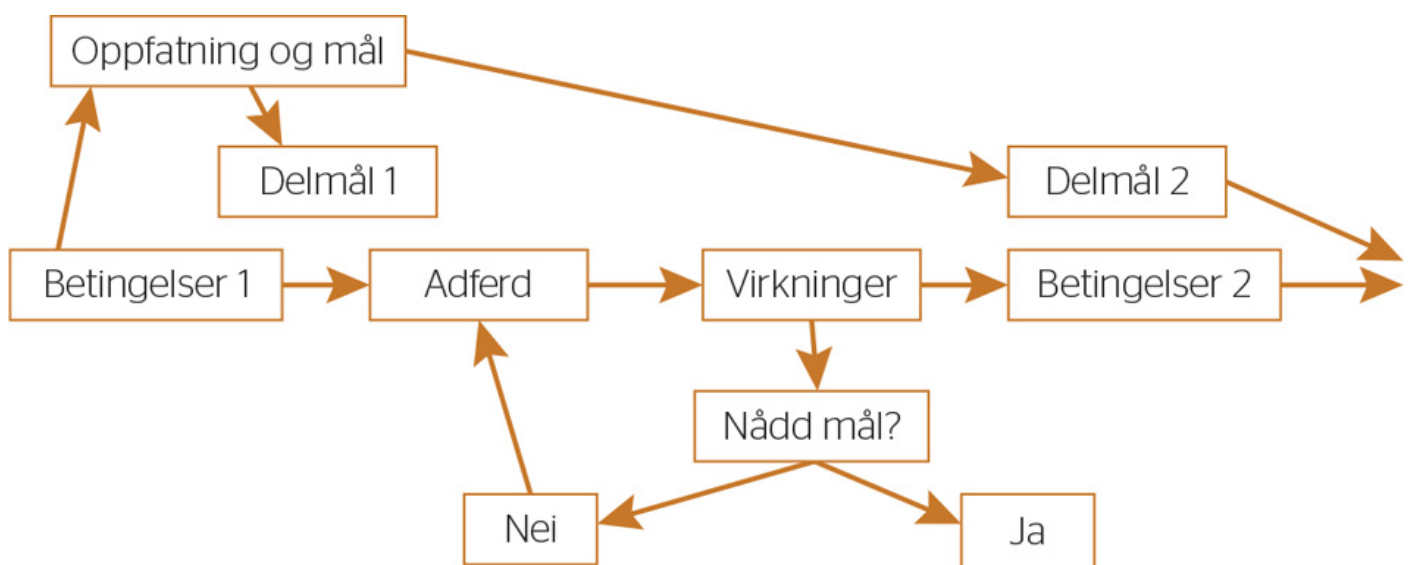 Oppfatning og mål
Delmål 1
Delmål 2
Betingelser 1
Adferd
Virkninger
Betingelser 2
Nådd mål?
Nei
Ja